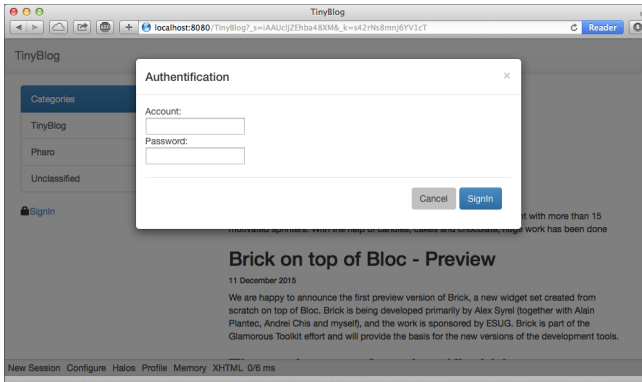 TinyBlog
localhost:8080/TinyBlog?_s=iAAUcIjZEhba48XM&_k=s42rNs8mnj6YV1cT
Reader
TinyBlog
Authentification
×
Categories
TinyBlog
Pharo
Unclassified
SignIn
Account:
Password:
Cancel
SignIn
nt with more than 15
motivated sprinters. With the help of candies, cakes and chocolate, huge work has been done
Brick on top of Bloc - Preview
11 December 2015
We are happy to announce the first preview version of Brick, a new widget set created from
scratch on top of Bloc. Brick is being developed primarily by Alex Syrel (together with Alain
Plantec, Andrei Chis and myself), and the work is sponsored by ESUG. Brick is part of the
Glamorous Toolkit effort and will provide the basis for the new versions of the development tools.
New Session Configure Halos Profile Memory XHTML 0/6 ms